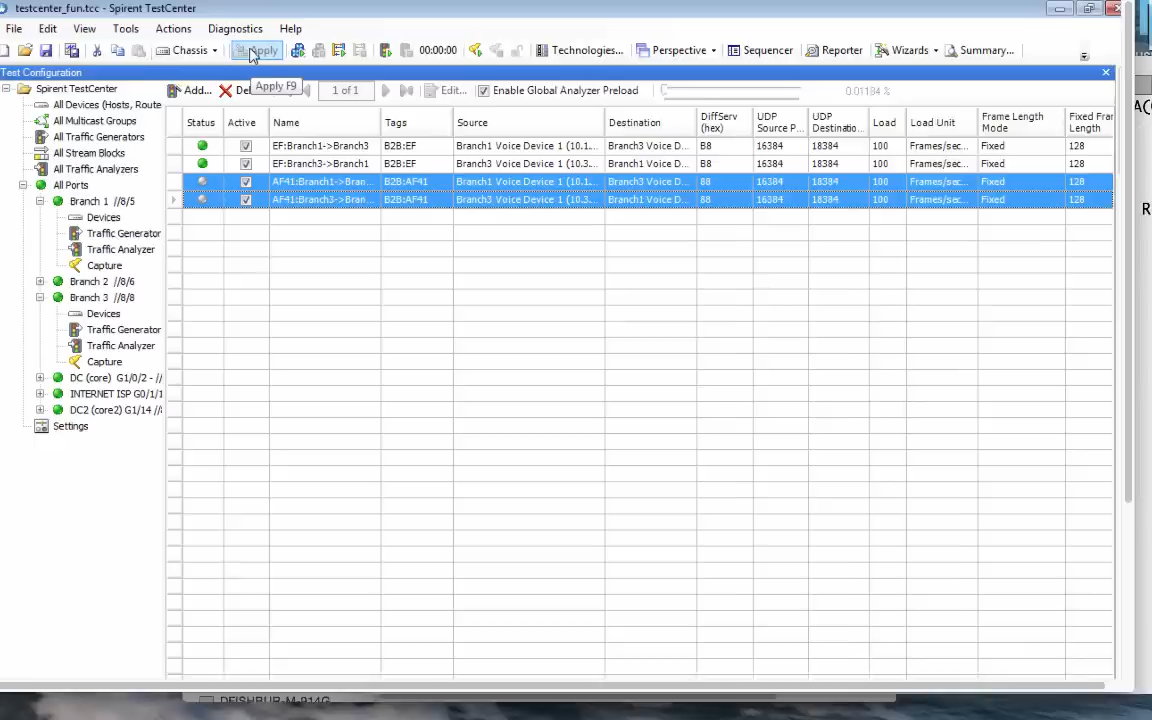 testcenter_fun.tcc - Spirent TestCenter
File Edit View Tools Actions Diagnostics Help
Chassis Apply 00:00:00 Technologies... Perspective Sequencer Reporter Wizards Summary...
Test Configuration
Apply F9
Add... Del 1 of 1 Edit... Enable Global Analyzer Preload 0.01184 %
Spirent TestCenter
All Devices (Hosts, Route
All Multicast Groups
All Traffic Generators
All Stream Blocks
All Traffic Analyzers
All Ports
Branch 1 //8/5
Devices
Traffic Generator
Traffic Analyzer
Capture
Branch 2 //8/6
Branch 3 //8/8
Devices
Traffic Generator
Traffic Analyzer
Capture
DC (core) G1/0/2 - //
INTERNET ISP G0/1/1
DC2 (core2) G1/14 //
Settings
Status Active Name Tags Source Destination DiffServ (hex) UDP Source P... UDP Destinatio... Load Load Unit Frame Length Mode Fixed Frar Length
EF:Branch1->Branch3 B2B:EF Branch1 Voice Device 1 (10.1.... Branch3 Voice D... B8 16384 18384 100 Frames/sec... Fixed 128
EF:Branch3->Branch1 B2B:EF Branch3 Voice Device 1 (10.3.... Branch1 Voice D... B8 16384 18384 100 Frames/sec... Fixed 128
AF41:Branch1->Bran... B2B:AF41 Branch1 Voice Device 1 (10.1.... Branch3 Voice D... 88 16384 18384 100 Frames/sec... Fixed 128
AF41:Branch3->Bran... B2B:AF41 Branch3 Voice Device 1 (10.3.... Branch1 Voice D... 88 16384 18384 100 Frames/sec... Fixed 128
R
DFISHBUR-M-914G